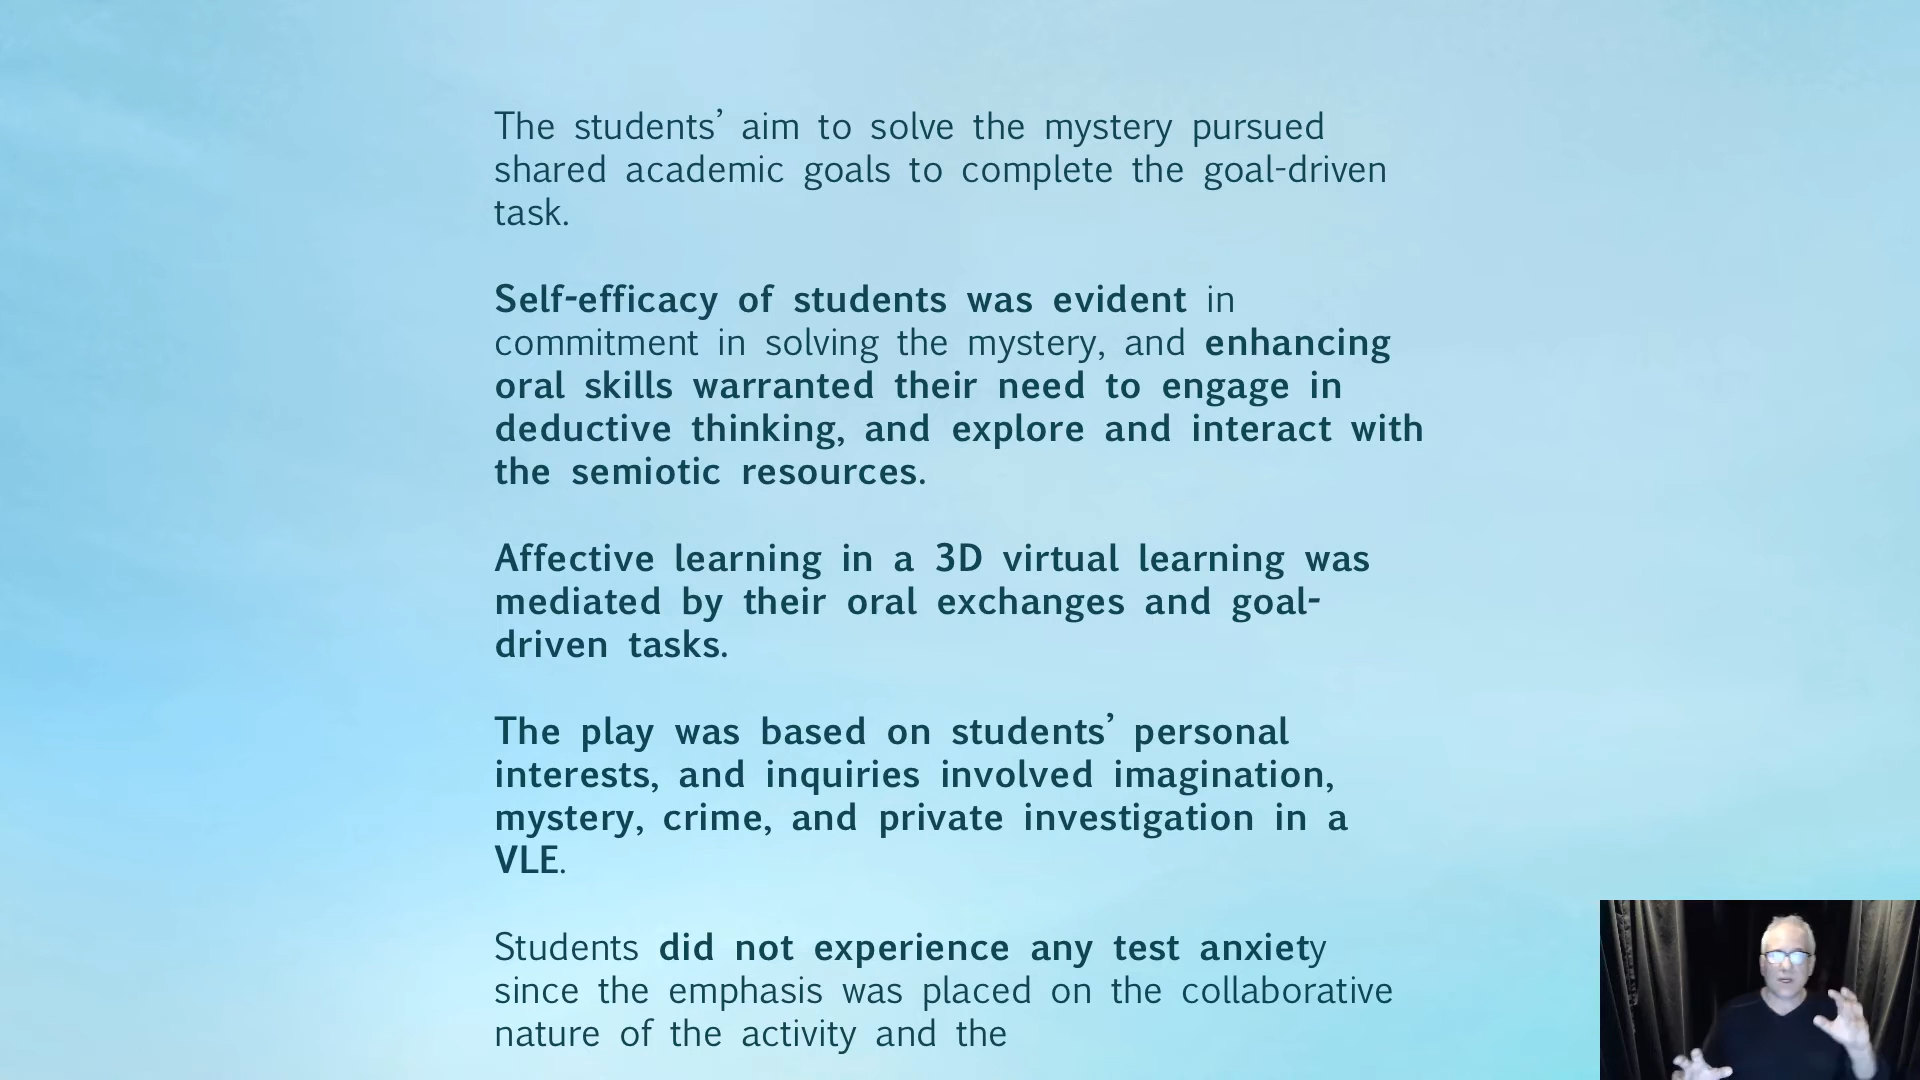 The students’ aim to solve the mystery pursued
shared academic goals to complete the goal-driven
task.
Self-efficacy of students was evident in
commitment in solving the mystery, and enhancing
oral skills warranted their need to engage in
deductive thinking, and explore and interact with
the semiotic resources.
Affective learning in a 3D virtual learning was
mediated by their oral exchanges and goal-
driven tasks.
The play was based on students’ personal
interests, and inquiries involved imagination,
mystery, crime, and private investigation in a
VLE.
Students did not experience any test anxiety
since the emphasis was placed on the collaborative
nature of the activity and the